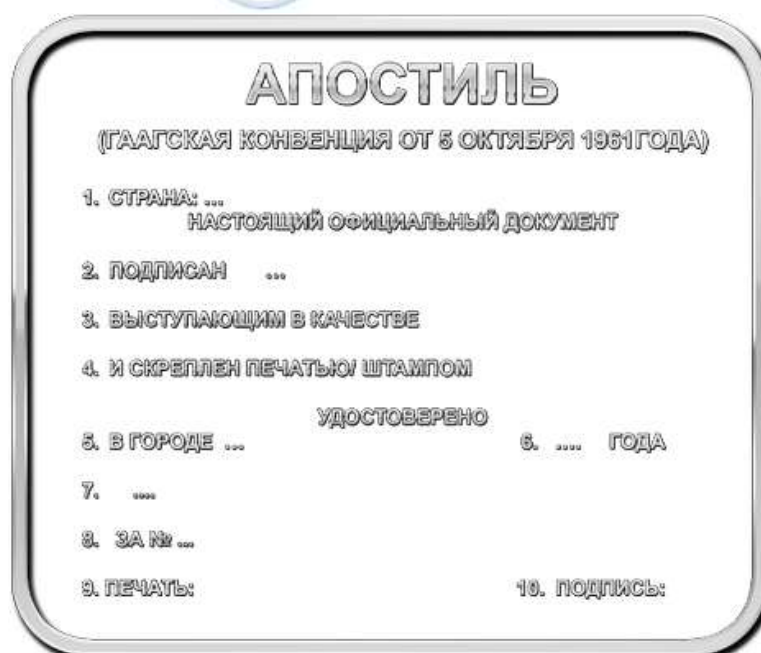 АПОСТИЛЬ
(ГААГСКАЯ КОНВЕНЦИЯ ОТ 5 ОКТЯБРЯ 1961ГОДА)
1. СТРАНА: ...
НАСТОЯЩИЙ ОФИЦИАЛЬНЫЙ ДОКУМЕНТ
2. ПОДПИСАН ...
3. ВЫСТУПАЮЩИМ В КАЧЕСТВЕ
4. И СКРЕПЛЕН ПЕЧАТЬЮ/ ШТАМПОМ
УДОСТОВЕРЕНО
5. В ГОРОДЕ ... 6. .... ГОДА
7. ....
8. ЗА № ...
9. ПЕЧАТЬ: 10. ПОДПИСЬ: